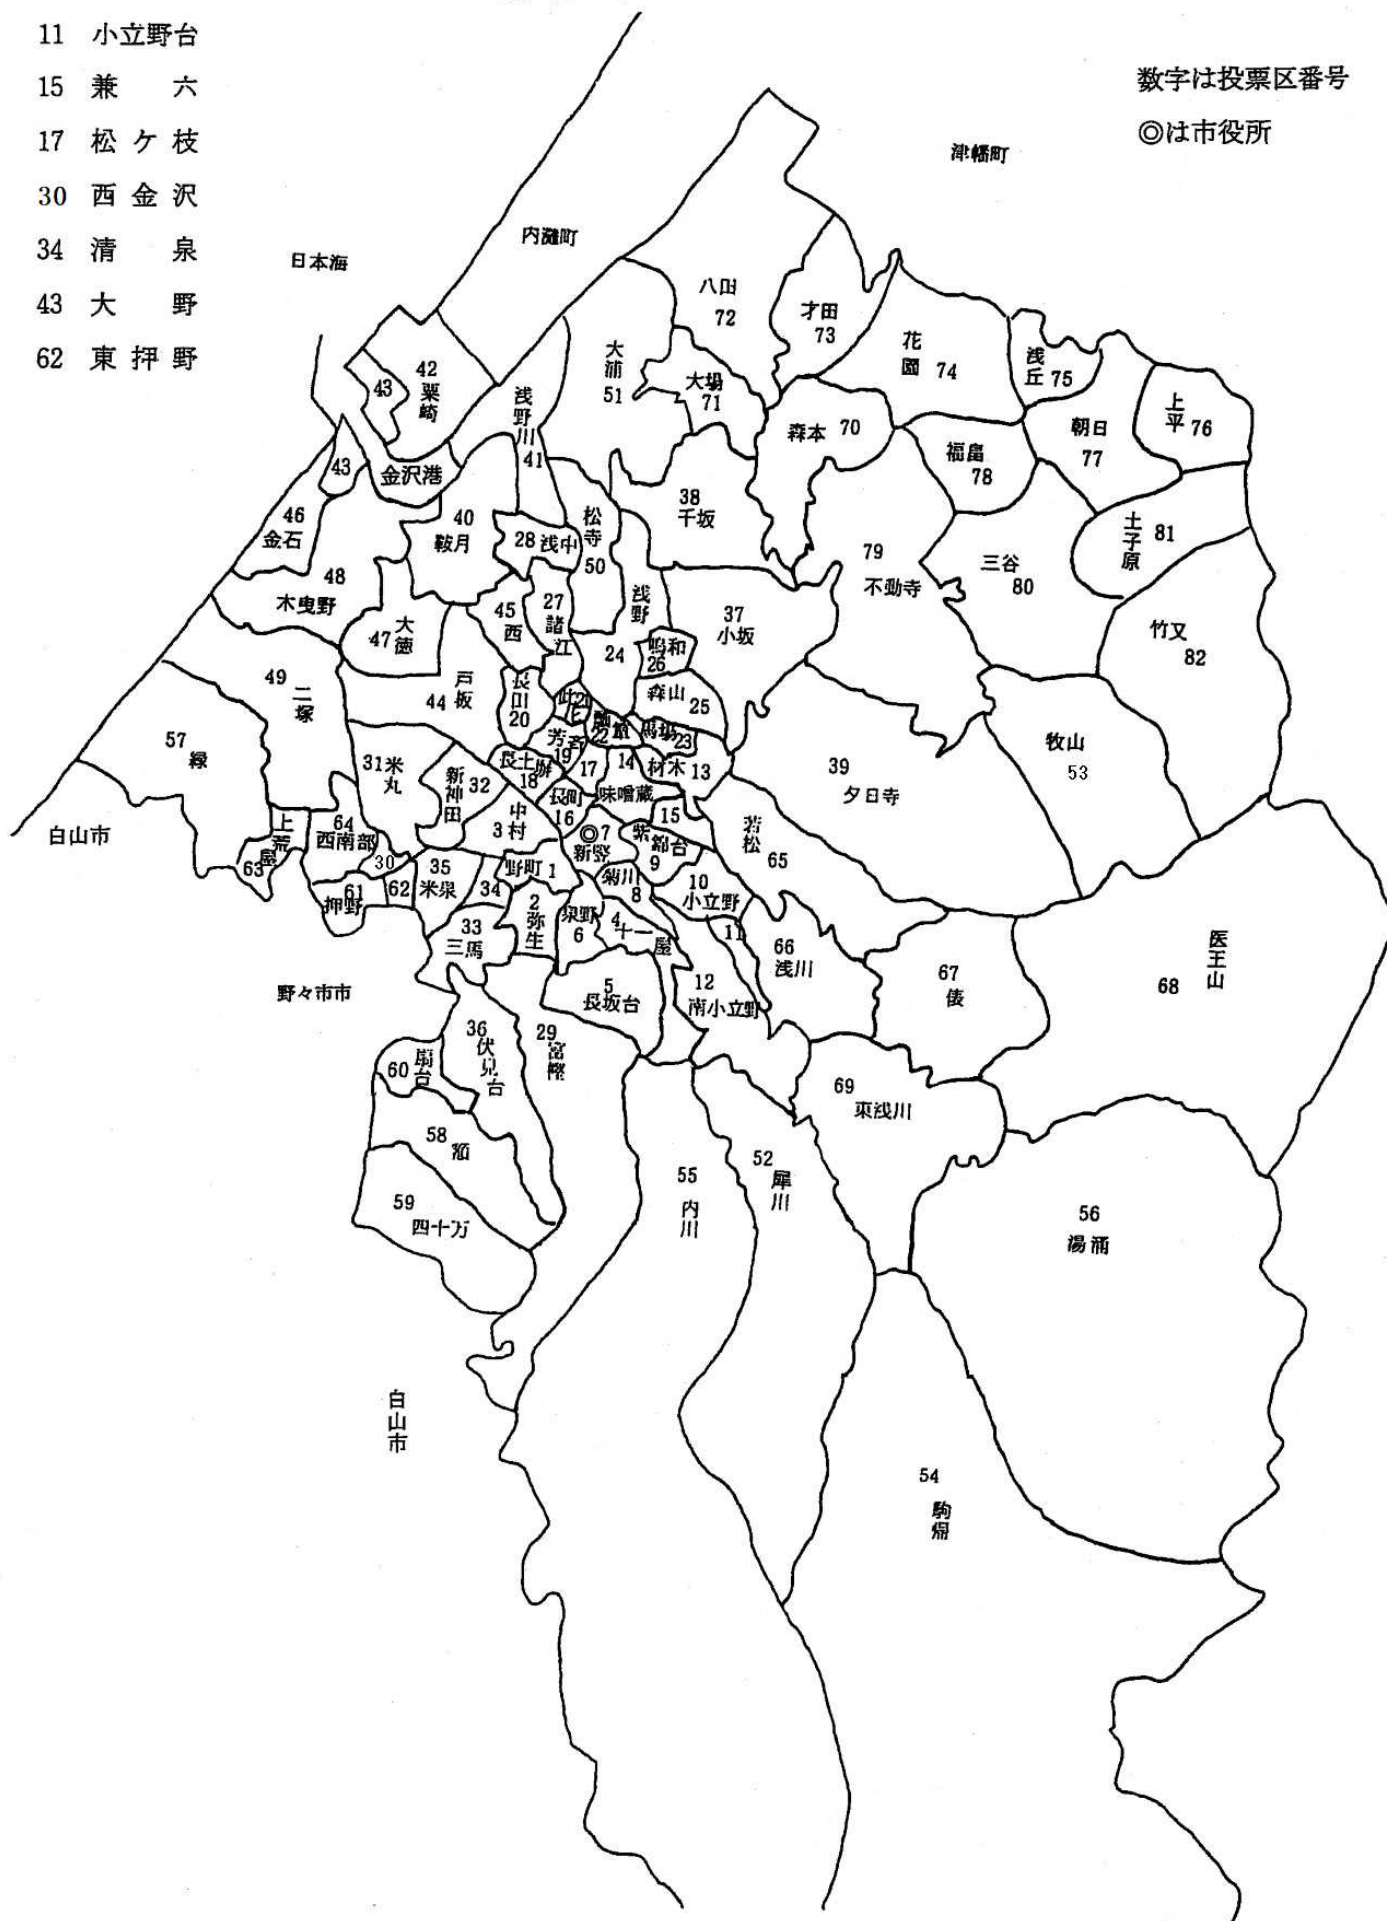 11 小立野台
15 兼 六
17 松ケ枝
30 西金沢
34 清 泉
43 大 野
62 東押野
数字は投票区番号
◎は市役所
津幡町
内灘町
日本海
八田
72
才田
73
花園 74
浅丘 75
上平 76
朝日
77
大浦
51
大場
71
森本 70
福畠
78
42
粟崎
43
浅野川
41
43
金沢港
38
千坂
松寺
50
土子原 81
46
金石
40
鞍月
28 浅中
79
不動寺
三谷
80
48
木曳野
47 大徳
45
西
27
諸江
浅野
24
37
小坂
鳴和
26
竹又
82
49
二塚
44 戸板
長田
20
森山
25
57
緑
31 米丸
新神田 32
芳斉
19
22
馬場
23
長土塀
18
17
14
味噌蔵
材木 13
39
夕日寺
牧山
53
白山市
上荒屋
63
64
西南部
30
3 中村
長町
16
◎7
新竪
15
紫錦台
9
若松
65
61
押野
62
35
米泉
34
野町 1
菊川
8
10
小立野
11
33
三馬
2
弥生
泉野
6
4
十一屋
66
浅川
67
俵
医王山
68
野々市市
5
長坂台
12
南小立野
36
伏見台
29
富樫
60 扇台
69
東浅川
58
額
59
四十万
55
内川
52
犀川
56
湯涌
白山市
54
駒帰